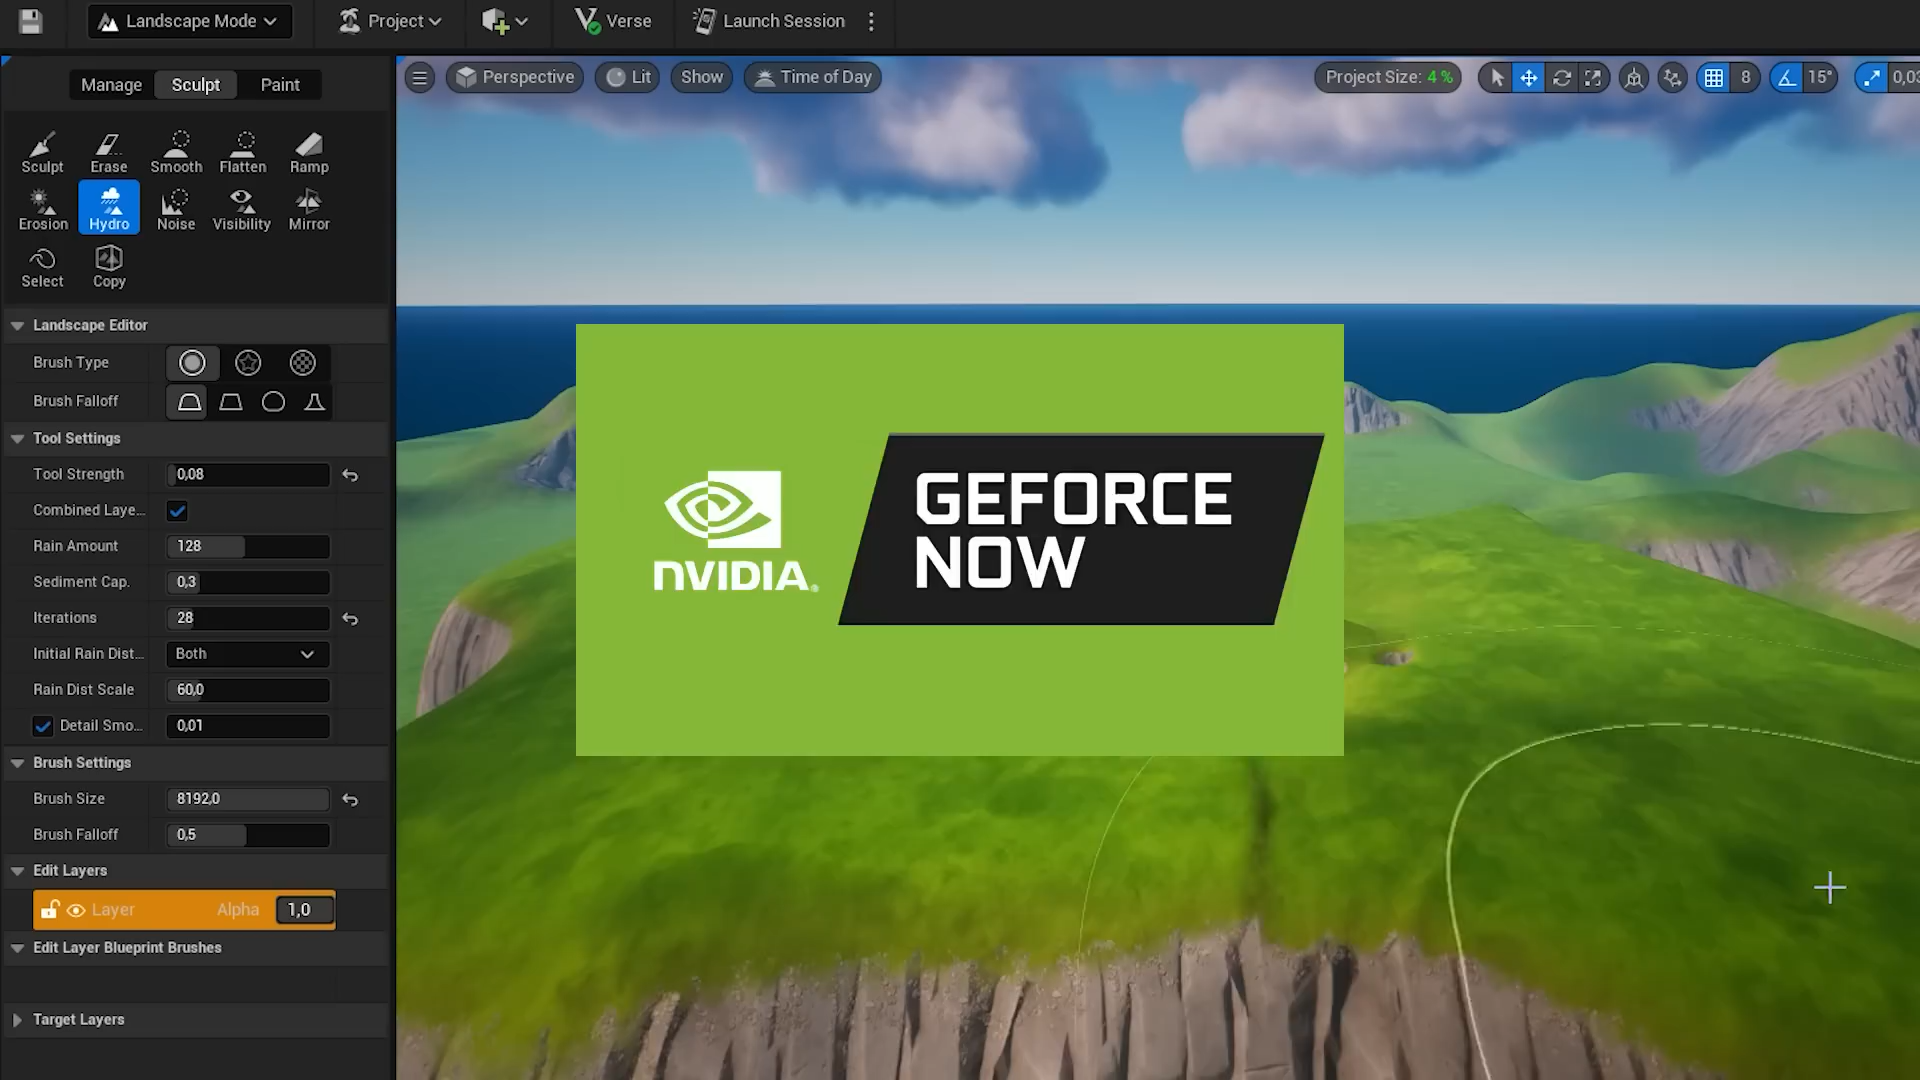 Landscape Mode
Project
Verse
Launch Session
Manage Sculpt Paint
Perspective
Lit
Show
Time of Day
Project Size: 4 %
8
15°
0,03
Sculpt Erase Smooth Flatten Ramp
Erosion Hydro Noise Visibility Mirror
Select Copy
Landscape Editor
Brush Type
Brush Falloff
Tool Settings
Tool Strength 0,08
Combined Laye...
Rain Amount 128
Sediment Cap. 0,3
Iterations 28
Initial Rain Dist... Both
Rain Dist Scale 60,0
Detail Smo... 0,01
Brush Settings
Brush Size 8192,0
Brush Falloff 0,5
Edit Layers
Layer Alpha 1,0
Edit Layer Blueprint Brushes
Target Layers
NVIDIA.
GEFORCE
NOW